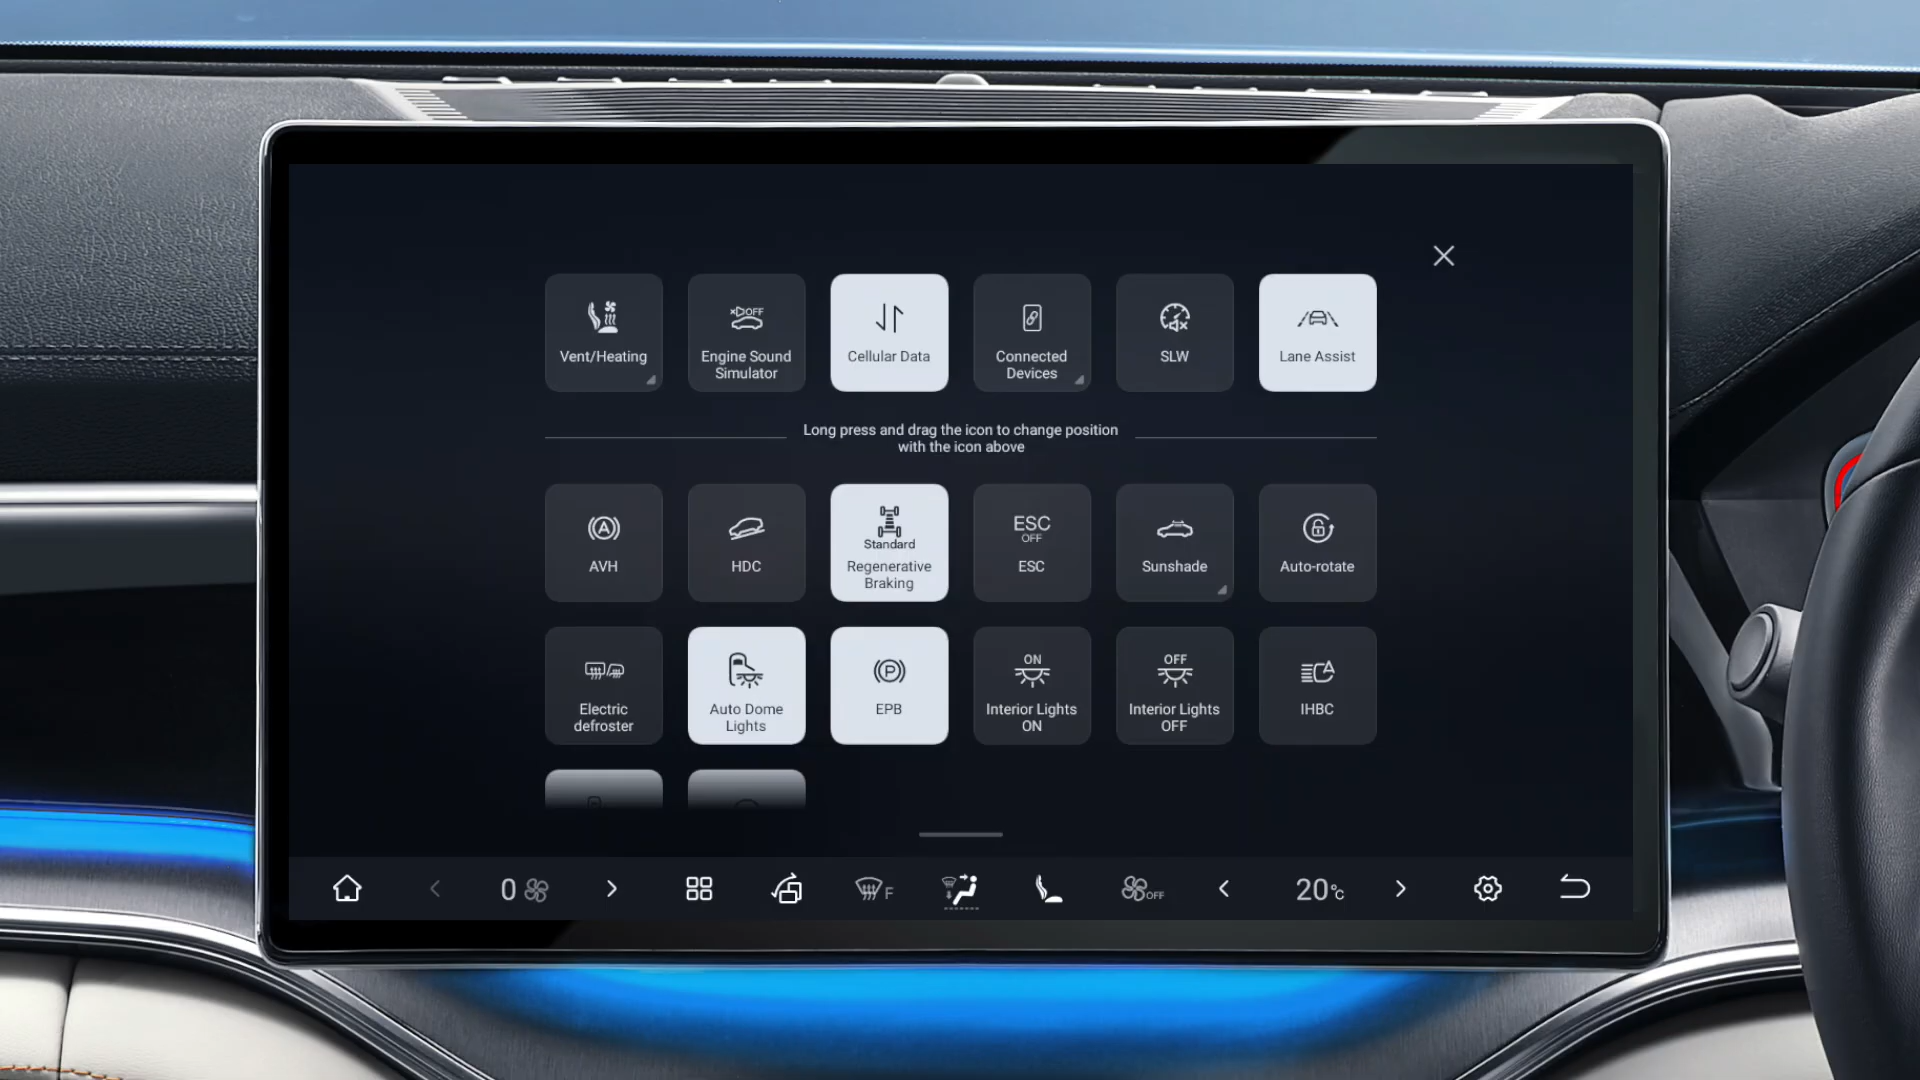 OFF
Vent/Heating
Engine Sound
Simulator
Cellular Data
Connected
Devices
SLW
Lane Assist
Long press and drag the icon to change position
with the icon above
A
AVH
HDC
Standard
Regenerative
Braking
ESC
OFF
ESC
Sunshade
Auto-rotate
Electric
defroster
Auto Dome
Lights
P
EPB
ON
Interior Lights
ON
OFF
Interior Lights
OFF
A
IHBC
0
F
OFF
20°C